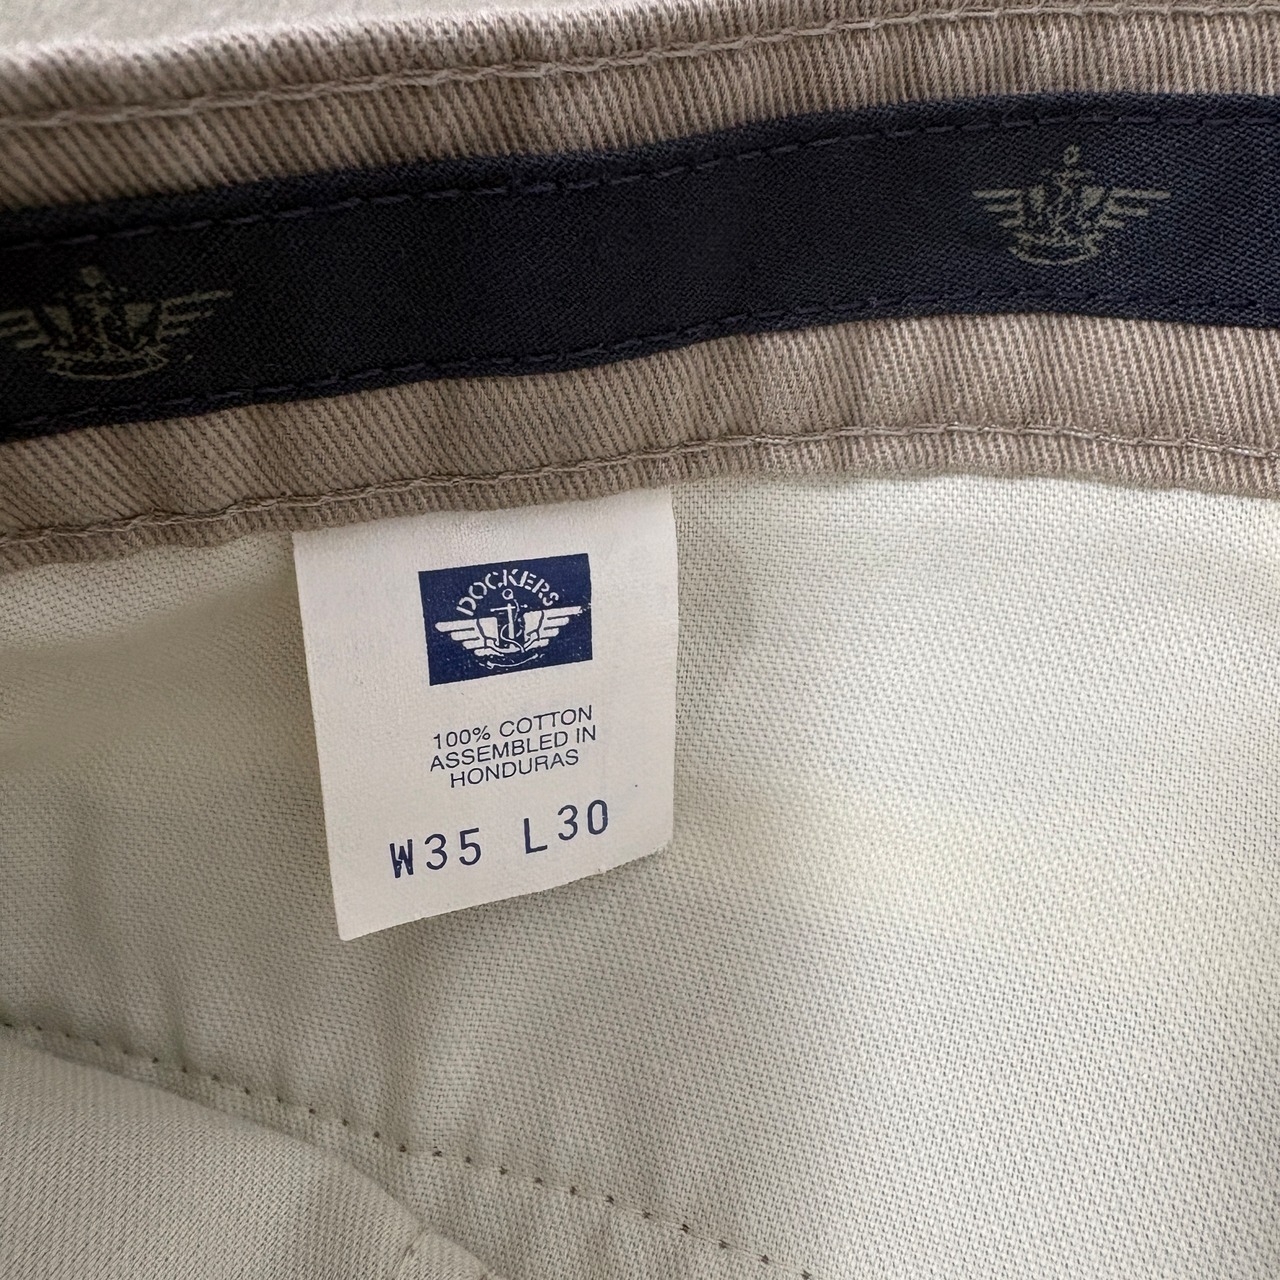 DOCKERS
100% COTTON
ASSEMBLED IN
HONDURAS
W35 L30